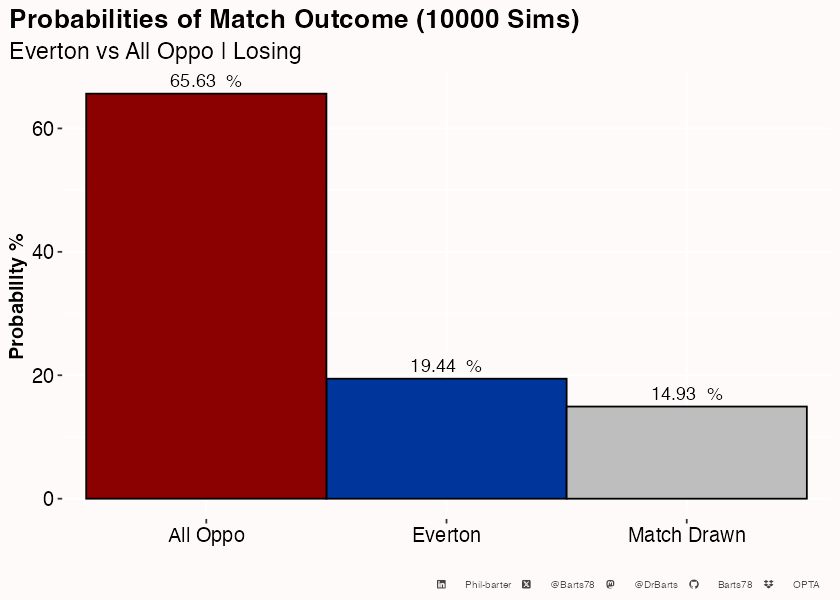 Probabilities of Match Outcome (10000 Sims)
Everton vs All Oppo | Losing
65.63 %
60
40
20
0
Probability %
19.44 %
14.93 %
All Oppo Everton Match Drawn
Phil-barter @Barts78 @DrBarts Barts78 OPTA